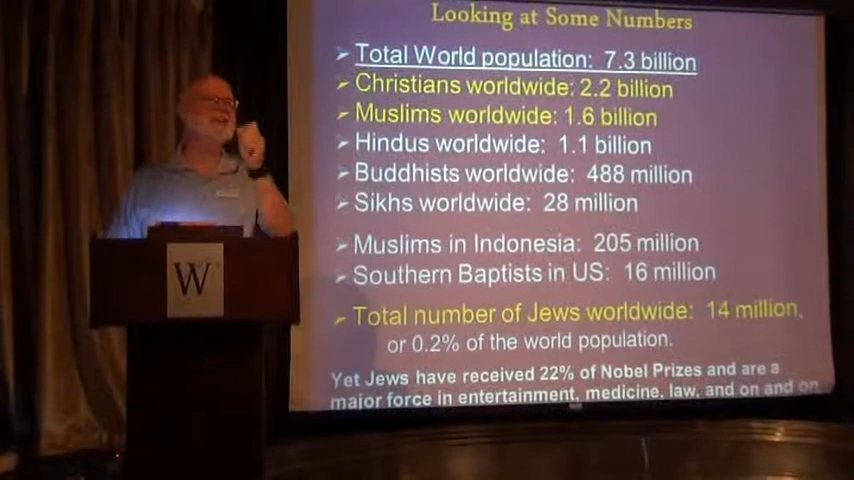 Looking at Some Numbers
Total World population: 7.3 billion
Christians worldwide: 2.2 billion
Muslims worldwide: 1.6 billion
Hindus worldwide: 1.1 billion
Buddhists worldwide: 488 million
Sikhs worldwide: 28 million
Muslims in Indonesia: 205 million
Southern Baptists in US: 16 million
Total number of Jews worldwide: 14 million,
or 0.2% of the world population.
Yet Jews have received 22% of Nobel Prizes and are a
major force in entertainment, medicine, law, and on and on
W